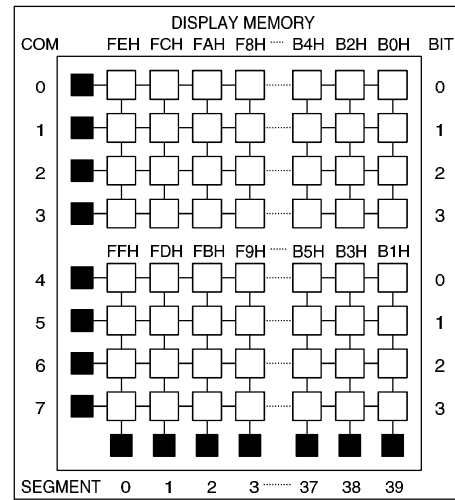 DISPLAY MEMORY
COM FEH FCH FAH F8H ······ B4H B2H B0H BIT
0 0
1 1
2 2
3 3
FFH FDH FBH F9H ······ B5H B3H B1H
4 0
5 1
6 2
7 3
SEGMENT 0 1 2 3 ······ 37 38 39